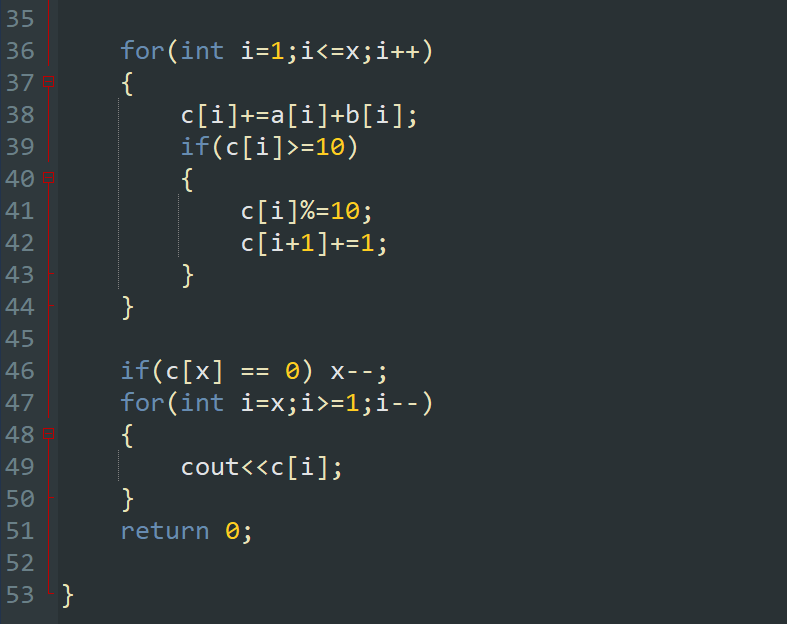 35
36     for(int i=1;i<=x;i++)
37     {
38         c[i]+=a[i]+b[i];
39         if(c[i]>=10)
40         {
41             c[i]%=10;
42             c[i+1]+=1;
43         }
44     }
45
46     if(c[x] == 0) x--;
47     for(int i=x;i>=1;i--)
48     {
49         cout<<c[i];
50     }
51     return 0;
52
53 }